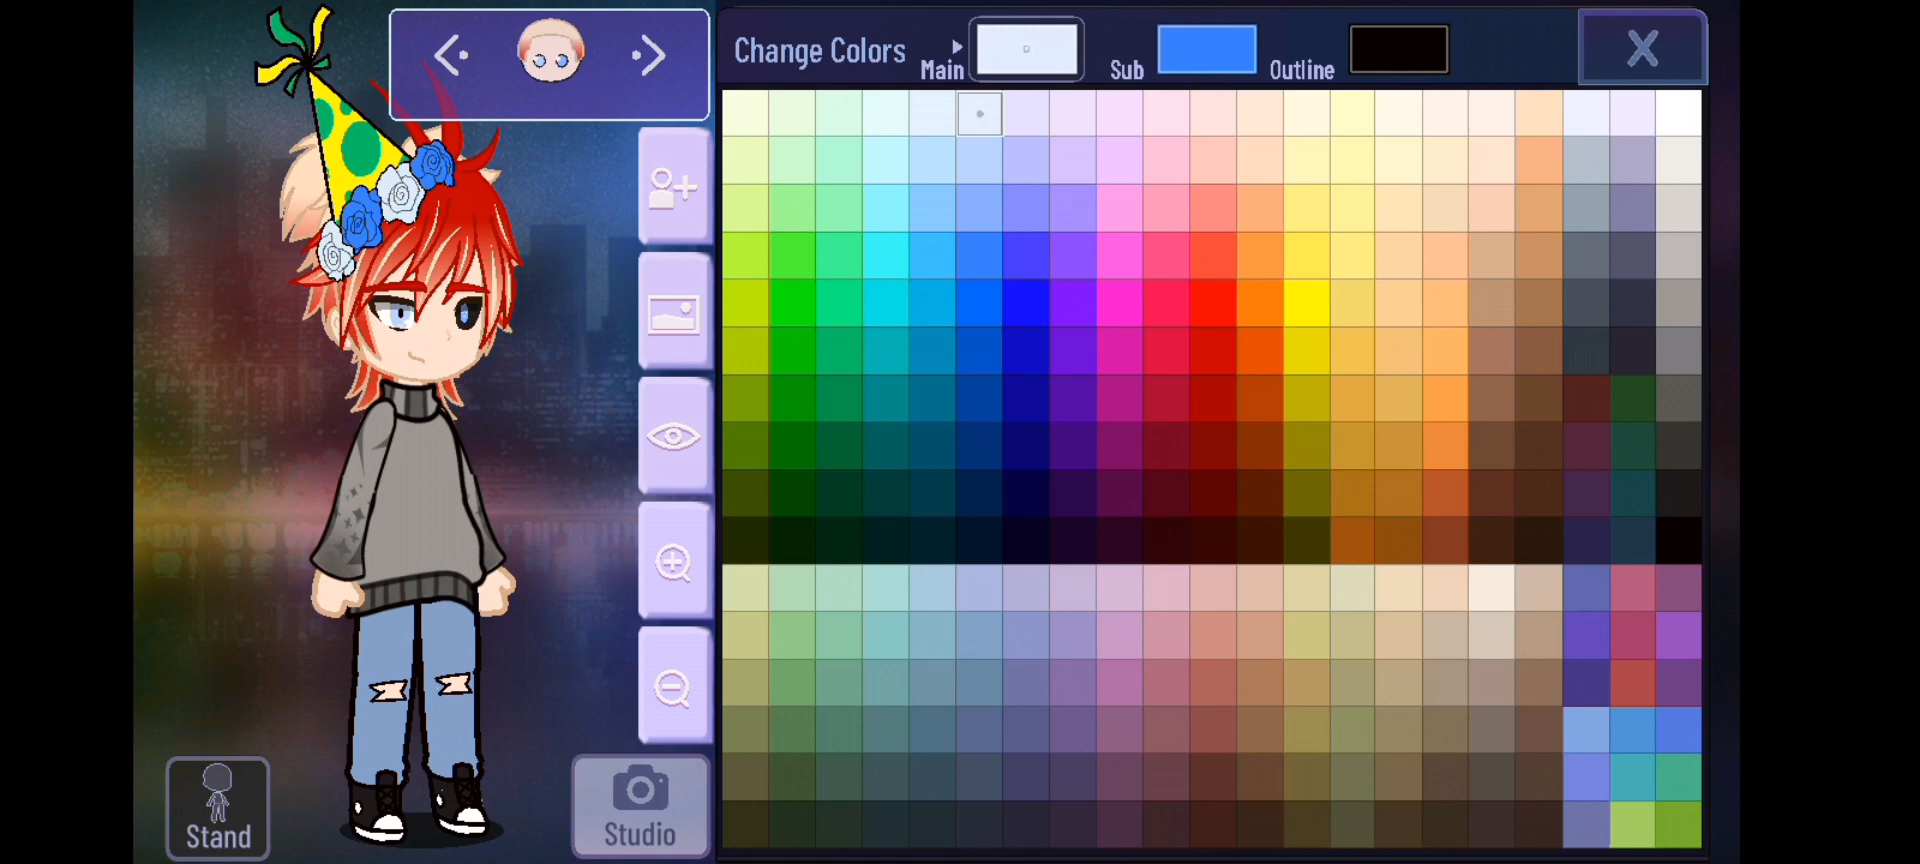 Change Colors
Main
Sub
Outline
X
Stand
Studio